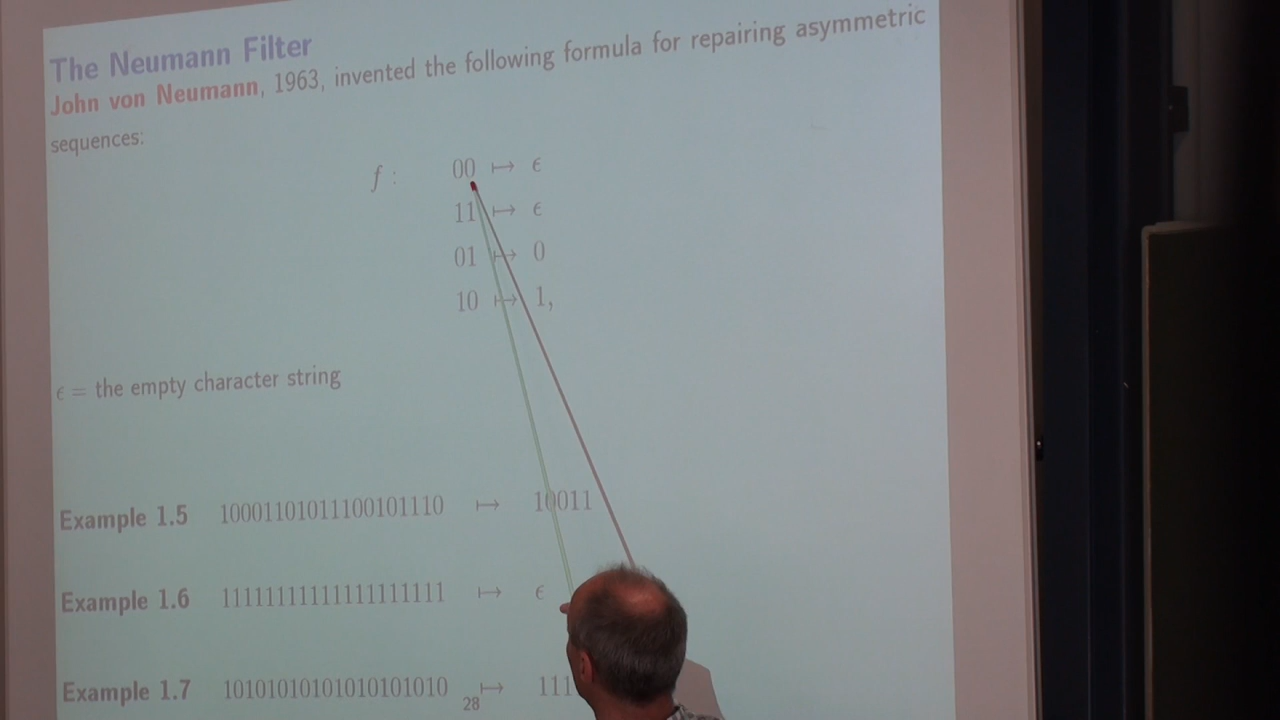 The Neumann Filter
John von Neumann, 1963, invented the following formula for repairing asymmetric
sequences:
f : 00 ↦ ϵ
11 ↦ ϵ
01 ↦ 0
10 ↦ 1,
ϵ = the empty character string
Example 1.5 10001101011100101110 ↦ 10011
Example 1.6 11111111111111111111 ↦ ϵ
Example 1.7 10101010101010101010 ↦ 111
28